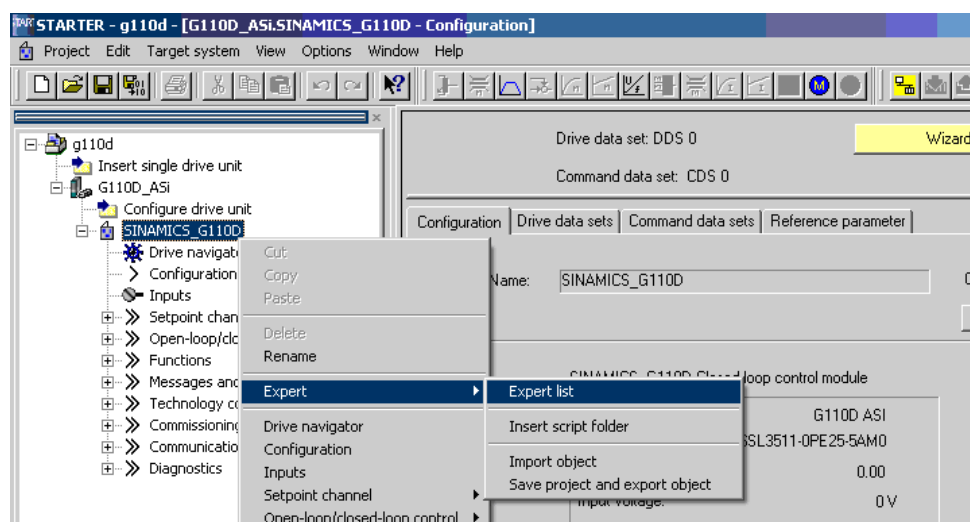 STARTER - g110d - [G110D_ASi.SINAMICS_G110D - Configuration]
Project Edit Target system View Options Window Help
g110d
Insert single drive unit
G110D_ASi
Configure drive unit
SINAMICS_G110D
Drive navigat
Configuration
Inputs
Setpoint chan
Open-loop/clo
Functions
Messages and
Technology co
Commissioning
Communicatio
Diagnostics
Cut
Copy
Paste
Delete
Rename
Expert
Drive navigator
Configuration
Inputs
Setpoint channel
Open-loop/closed-loop control
Expert list
Insert script folder
Import object
Save project and export object
Drive data set: DDS 0
Wizard
Command data set: CDS 0
Configuration Drive data sets Command data sets Reference parameter
Name: SINAMICS_G110D
SINAMICS_G110D Closed loop control module
G110D ASI
SSL3511-0PE25-5AM0
0.00
Input voltage: 0 V